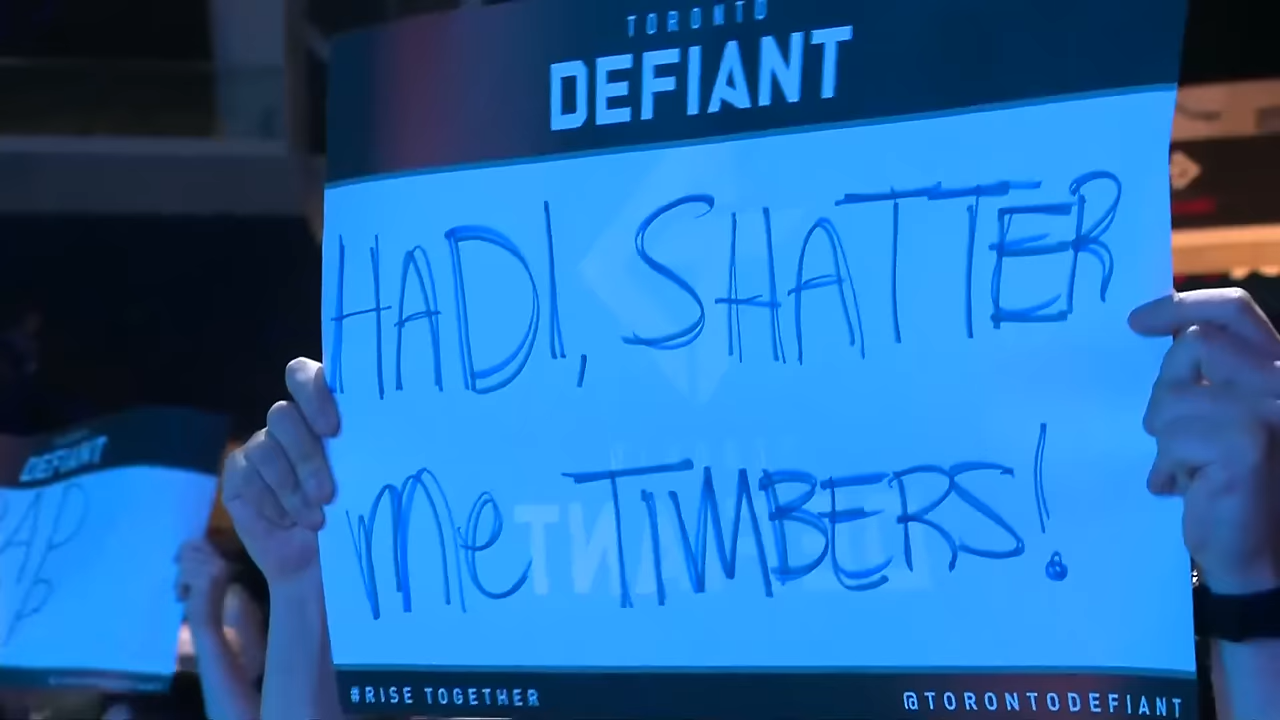 TORONTO
DEFIANT
HADI, SHATTER
me TIMBERS!
#RISE TOGETHER
@TORONTODEFIANT
DEFIANT